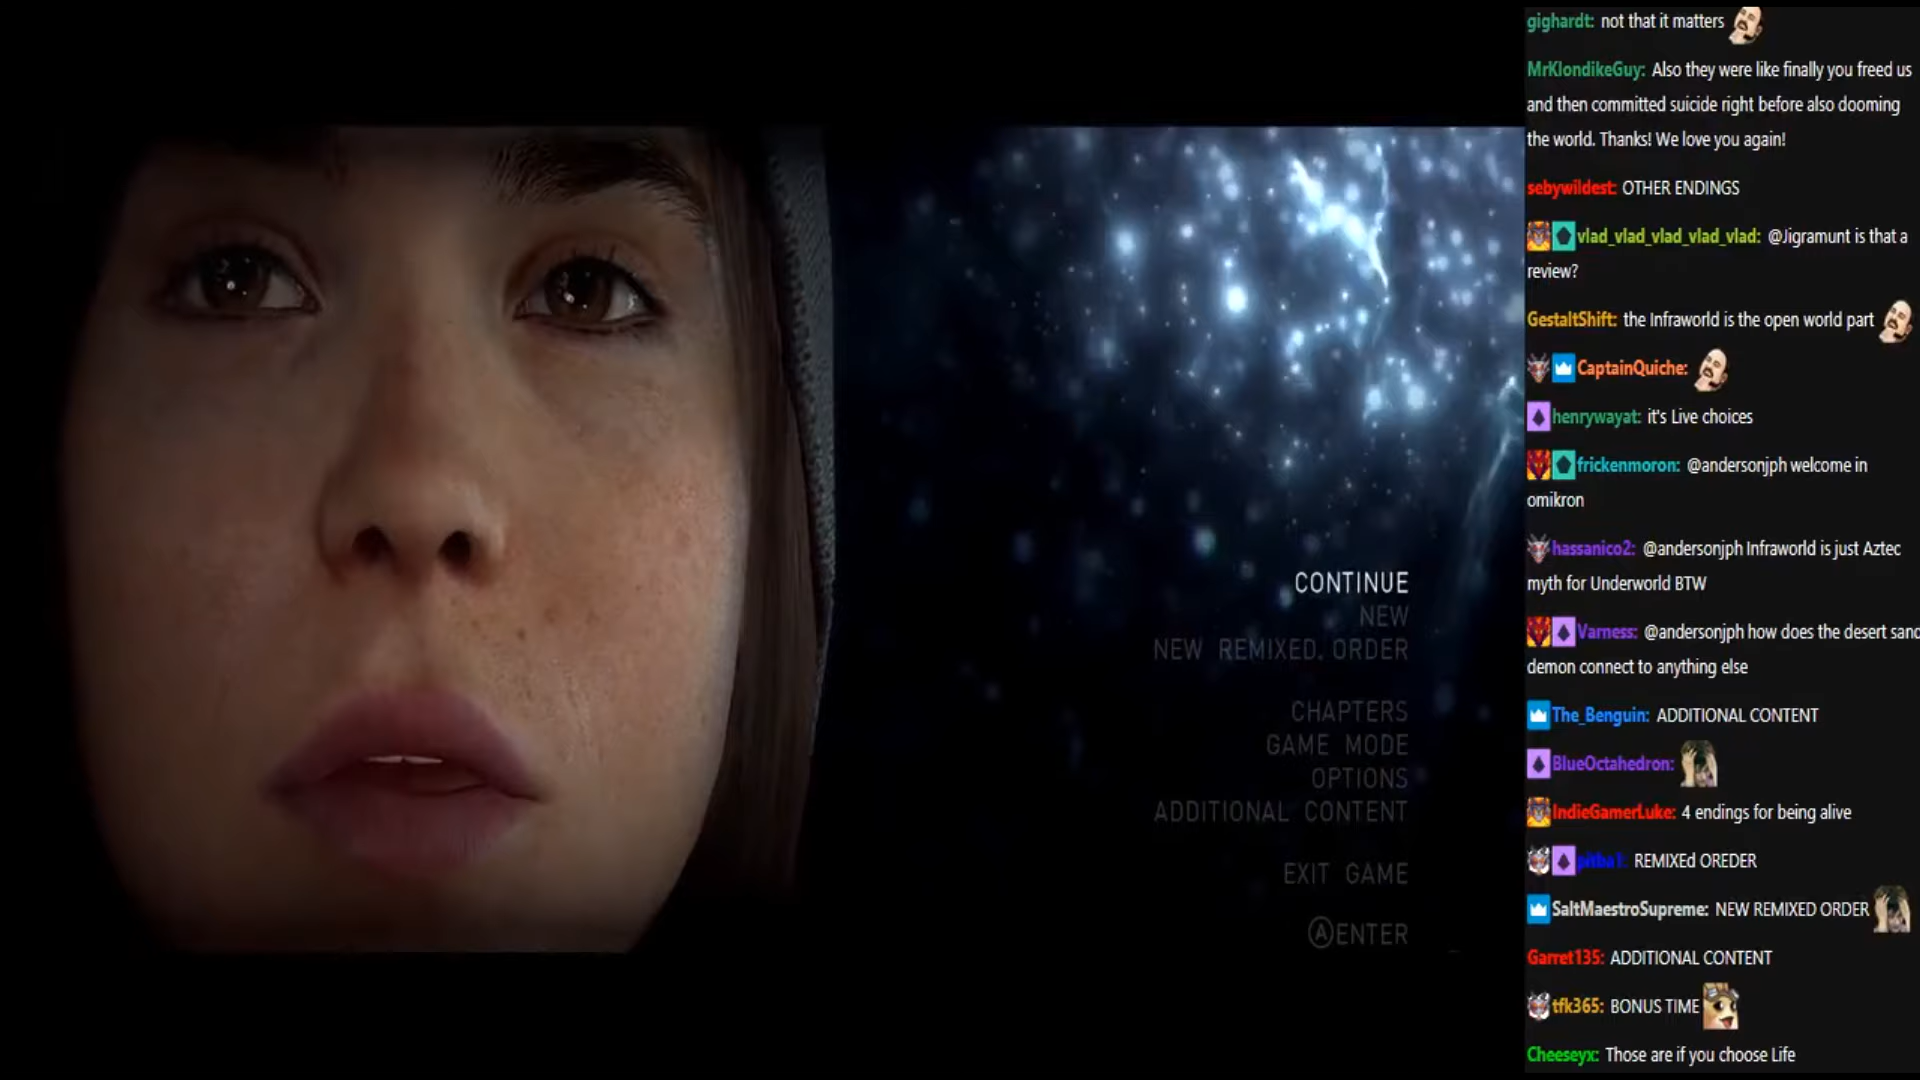 CONTINUE
NEW
NEW REMIXED. ORDER
CHAPTERS
GAME MODE
OPTIONS
ADDITIONAL CONTENT
EXIT GAME
Ⓐ ENTER
gighardt: not that it matters
MrKlondikeGuy: Also they were like finally you freed us
and then committed suicide right before also dooming
the world. Thanks! We love you again!
sebywildest: OTHER ENDINGS
vlad_vlad_vlad_vlad_vlad: @Jigramunt is that a
review?
GestaltShift: the Infraworld is the open world part
CaptainQuiche:
henrywayat: it's Live choices
frickenmoron: @andersonjph welcome in
omikron
hassanico2: @andersonjph Infraworld is just Aztec
myth for Underworld BTW
Varness: @andersonjph how does the desert sand
demon connect to anything else
The_Benguin: ADDITIONAL CONTENT
BlueOctahedron:
IndieGamerLuke: 4 endings for being alive
pitba1: REMIXEd OREDER
SaltMaestroSupreme: NEW REMIXED ORDER
Garret135: ADDITIONAL CONTENT
tfk365: BONUS TIME
Cheeseyx: Those are if you choose Life